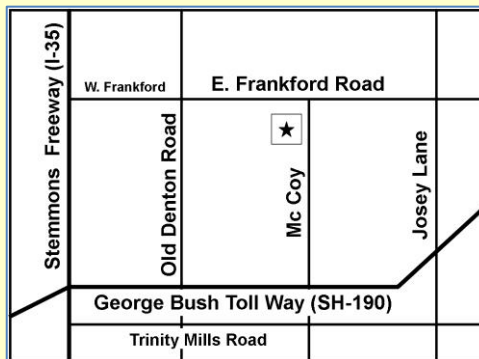 Stemmons Freeway (I-35)
W. Frankford
E. Frankford Road
Old Denton Road
Mc Coy
Josey Lane
George Bush Toll Way (SH-190)
Trinity Mills Road